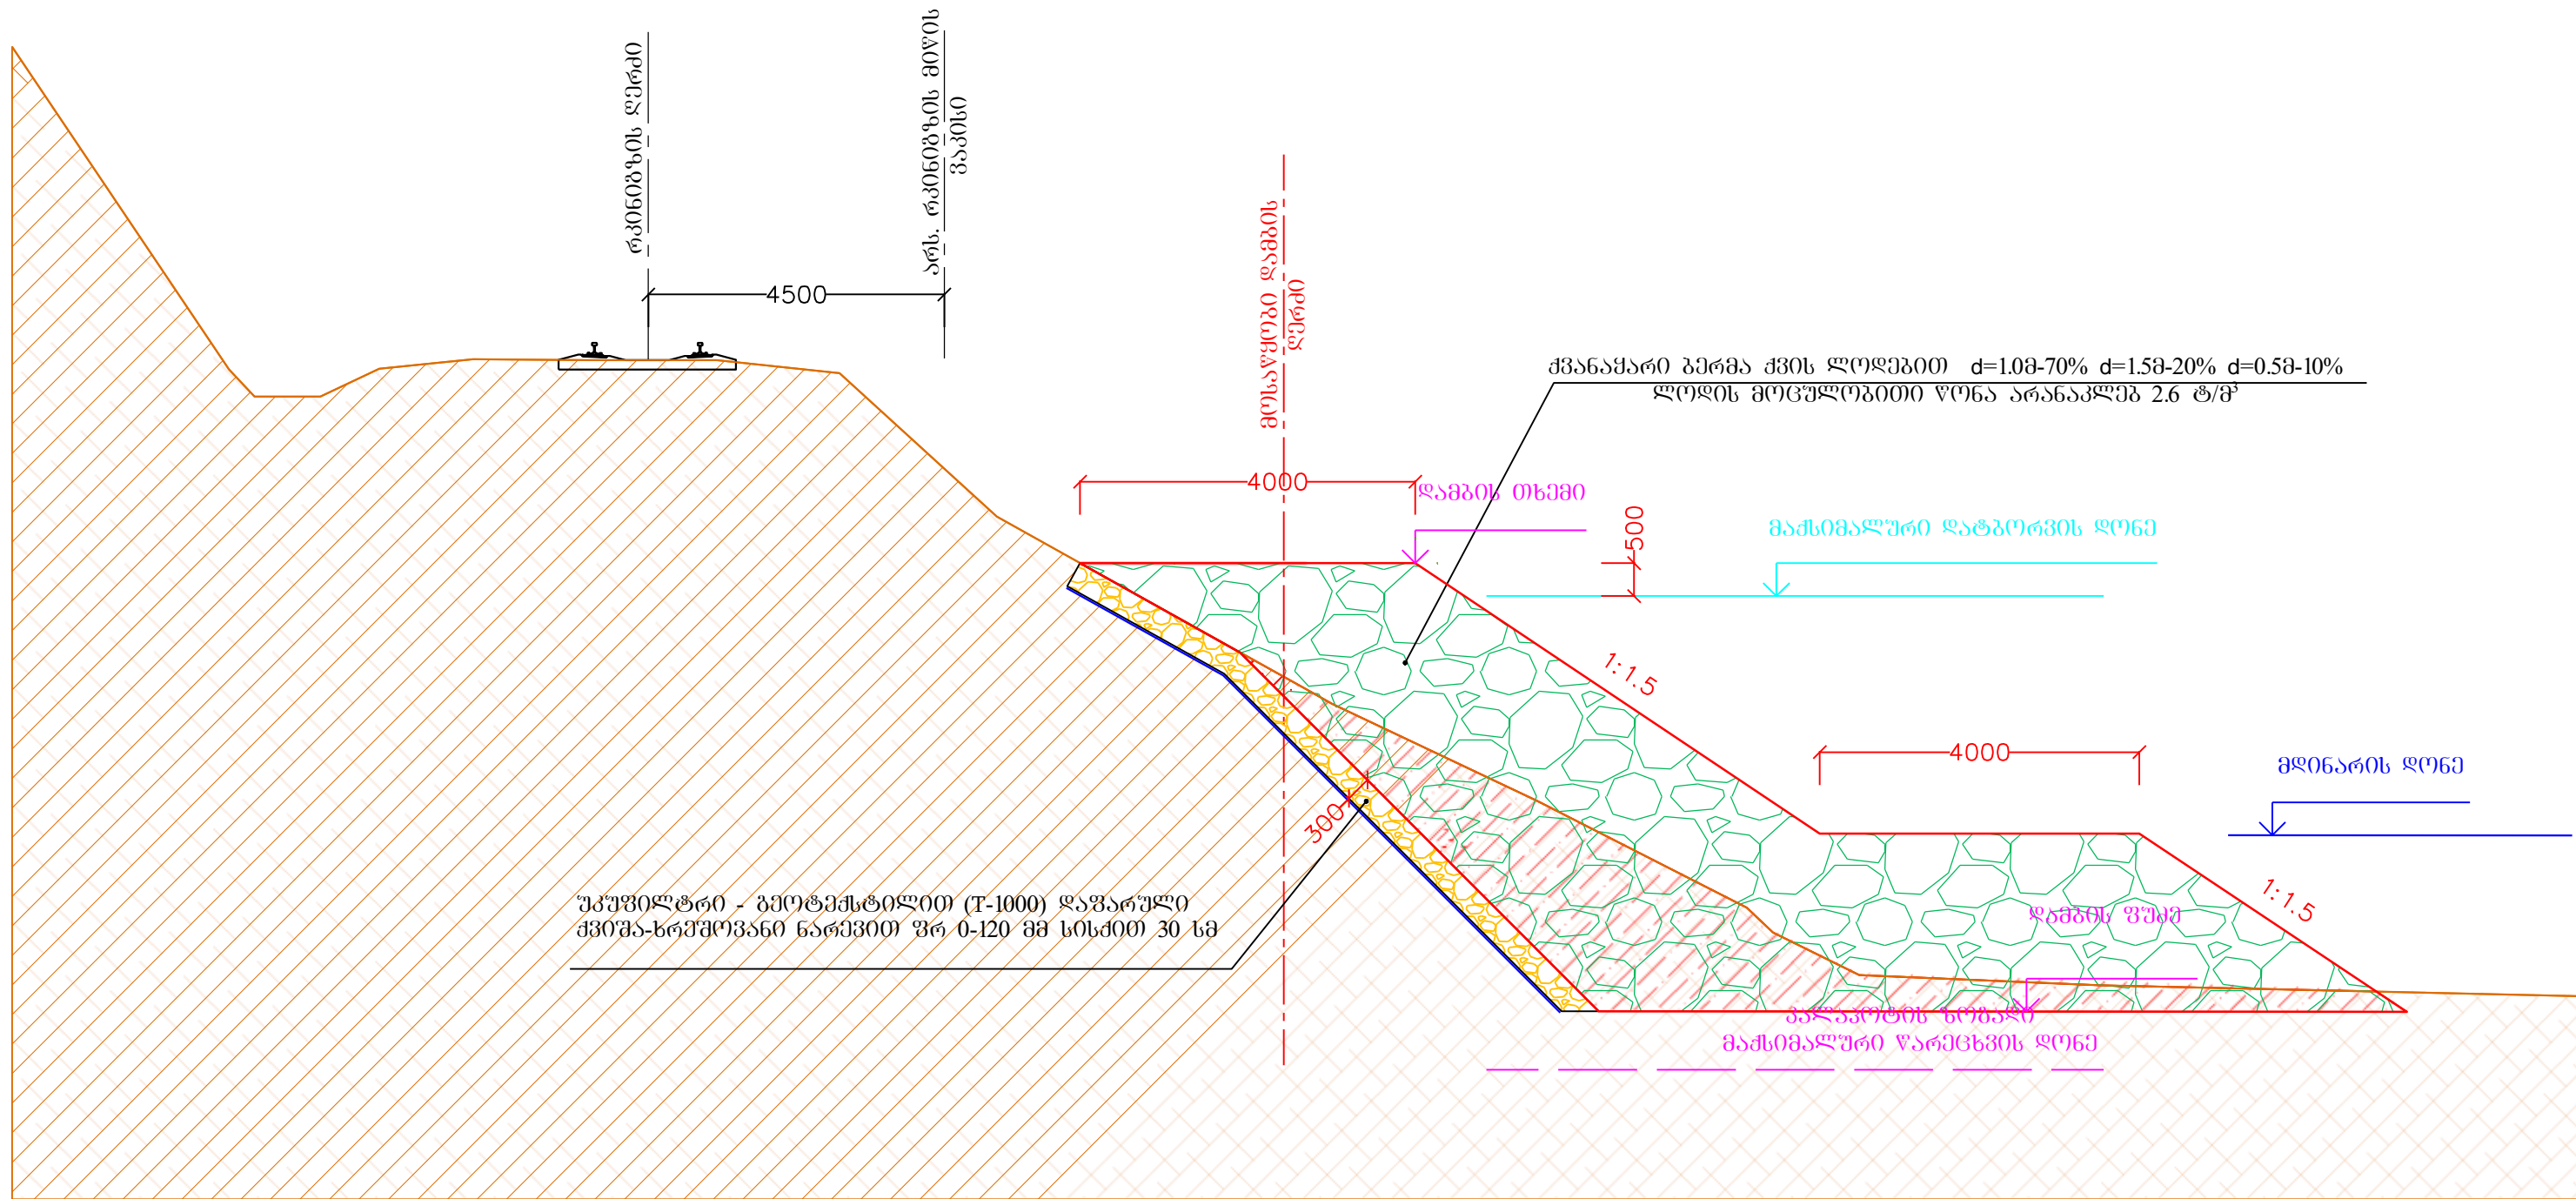 რკინიგზის ღერძი
არს. რკინიგზის მიწის
ვაკისი
4500
მოსაწყობი დამბის
ღერძი
ქვანაყარი ბერმა ქვის ლოდებით d=1.0მ-70% d=1.5მ-20% d=0.5მ-10%
ლოდის მოცულობითი წონა არანაკლებ 2.6 ტ/მ³
4000
დამბის თხემი
500
მაქსიმალური დატბორვის დონე
1:1.5
4000
მდინარის დონე
300
უკუფილტრი - გეოტექსტილით (T-1000) დაფარული
ქვიშა-ხრეშოვანი ნარევით ფრ 0-120 მმ სისქით 30 სმ
დამბის ფუძე
1:1.5
კალაპოტის ზოგადი
მაქსიმალური წარეცხვის დონე